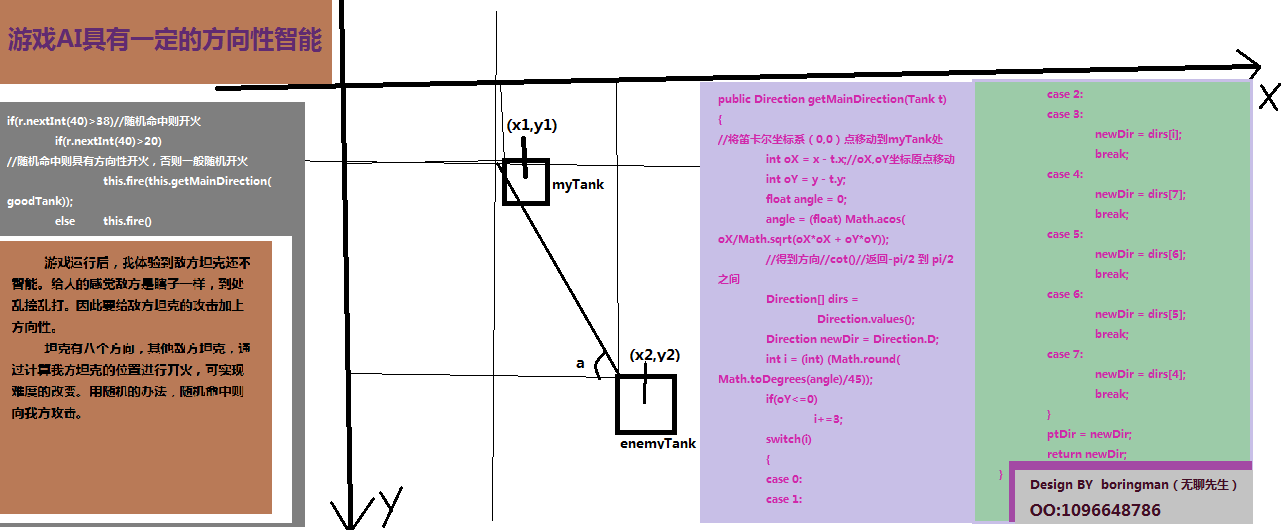 游戏AI具有一定的方向性智能
if(r.nextInt(40)>38)//随机命中则开火
if(r.nextInt(40)>20)
//随机命中则具有方向性开火，否则一般随机开火
this.fire(this.getMainDirection(
goodTank));
else this.fire()
游戏运行后，我体验到敌方坦克还不
智能。给人的感觉敌方是瞎子一样，到处
乱撞乱打。因此要给敌方坦克的攻击加上
方向性。
坦克有八个方向，其他敌方坦克，通
过计算我方坦克的位置进行开火，可实现
难度的改变。用随机的办法，随机命中则
向我方攻击。
X
(x1,y1)
myTank
a
(x2,y2)
enemyTank
Y
public Direction getMainDirection(Tank t)
{
//将笛卡尔坐标系（0,0）点移动到myTank处
int oX = x - t.x;//oX,oY坐标原点移动
int oY = y - t.y;
float angle = 0;
angle = (float) Math.acos(
oX/Math.sqrt(oX*oX + oY*oY));
//得到方向//cot()//返回-pi/2 到 pi/2
之间
Direction[] dirs =
Direction.values();
Direction newDir = Direction.D;
int i = (int) (Math.round(
Math.toDegrees(angle)/45));
if(oY<=0)
i+=3;
switch(i)
{
case 0:
case 1:
case 2:
case 3:
newDir = dirs[i];
break;
case 4:
newDir = dirs[7];
break;
case 5:
newDir = dirs[6];
break;
case 6:
newDir = dirs[5];
break;
case 7:
newDir = dirs[4];
break;
}
ptDir = newDir;
return newDir;
}
Design BY boringman（无聊先生）
QQ:1096648786